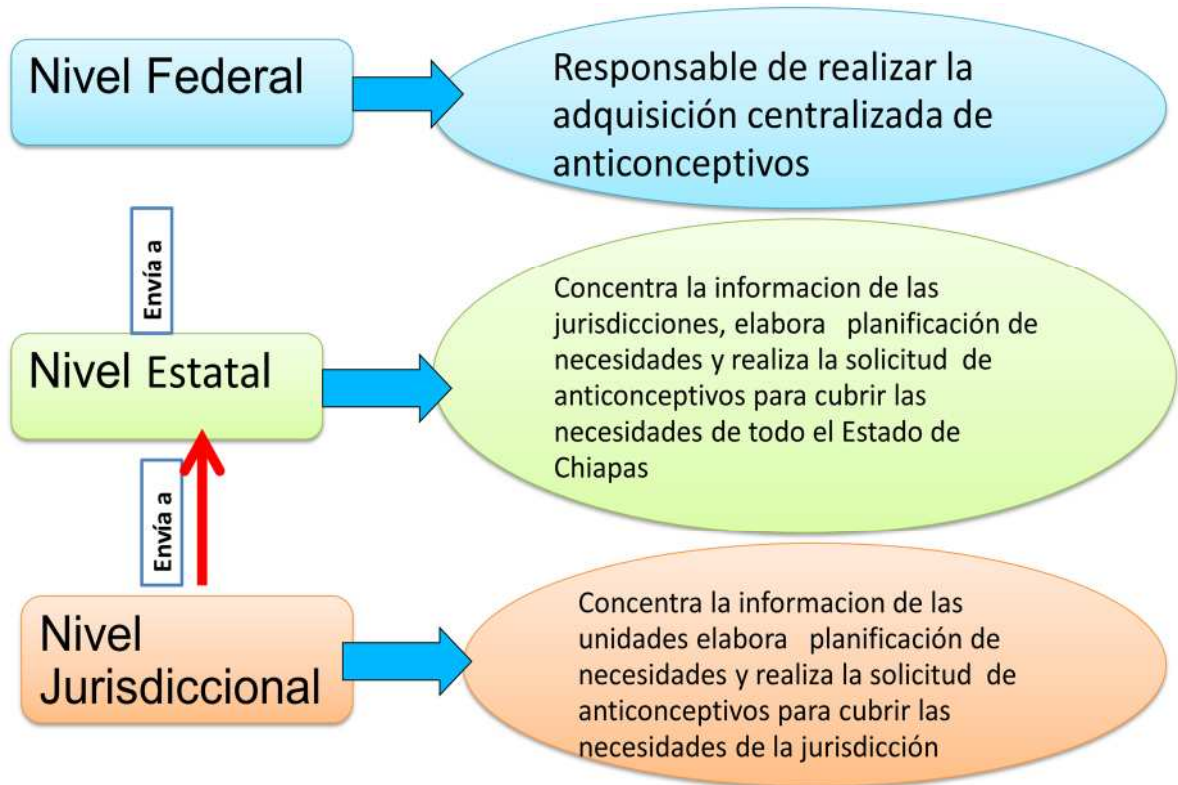 Nivel Federal
Responsable de realizar la
adquisición centralizada de
anticonceptivos
Envía a
Nivel Estatal
Concentra la informacion de las
jurisdicciones, elabora planificación de
necesidades y realiza la solicitud de
anticonceptivos para cubrir las
necesidades de todo el Estado de
Chiapas
Envía a
Nivel
Jurisdiccional
Concentra la informacion de las
unidades elabora planificación de
necesidades y realiza la solicitud de
anticonceptivos para cubrir las
necesidades de la jurisdicción